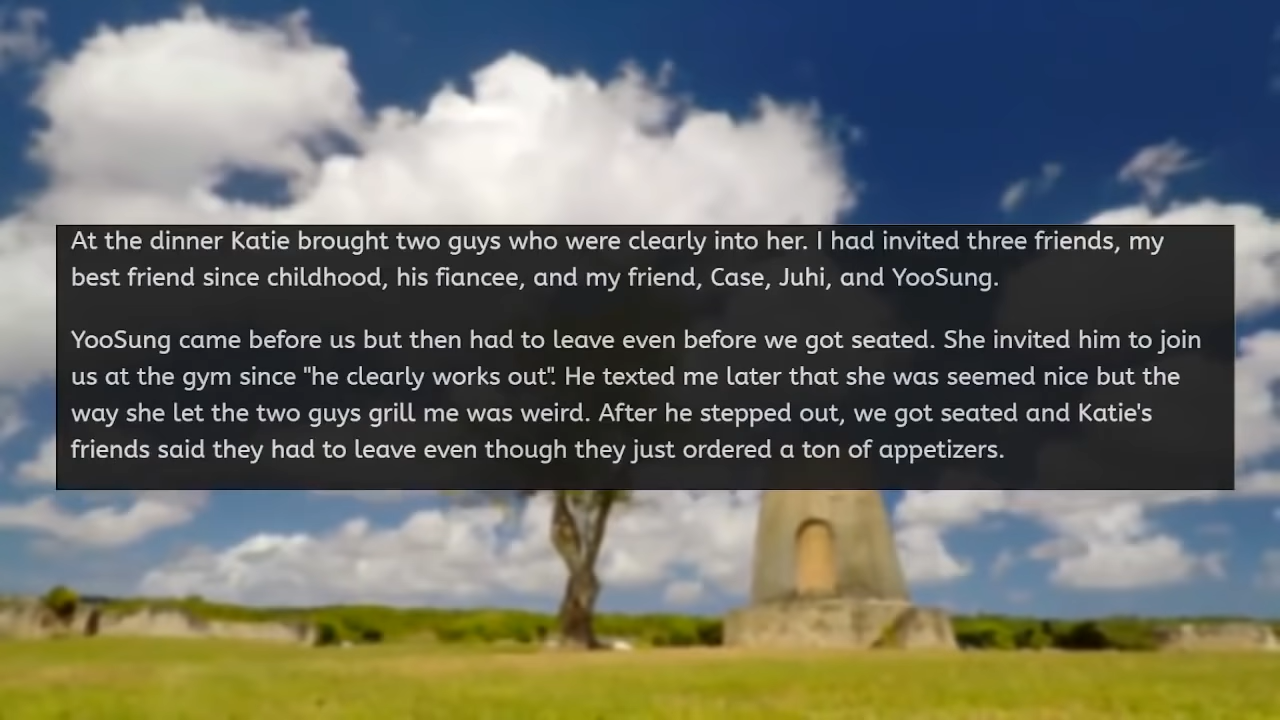 At the dinner Katie brought two guys who were clearly into her. I had invited three friends, my
best friend since childhood, his fiancee, and my friend, Case, Juhi, and YooSung.
YooSung came before us but then had to leave even before we got seated. She invited him to join
us at the gym since "he clearly works out". He texted me later that she was seemed nice but the
way she let the two guys grill me was weird. After he stepped out, we got seated and Katie's
friends said they had to leave even though they just ordered a ton of appetizers.